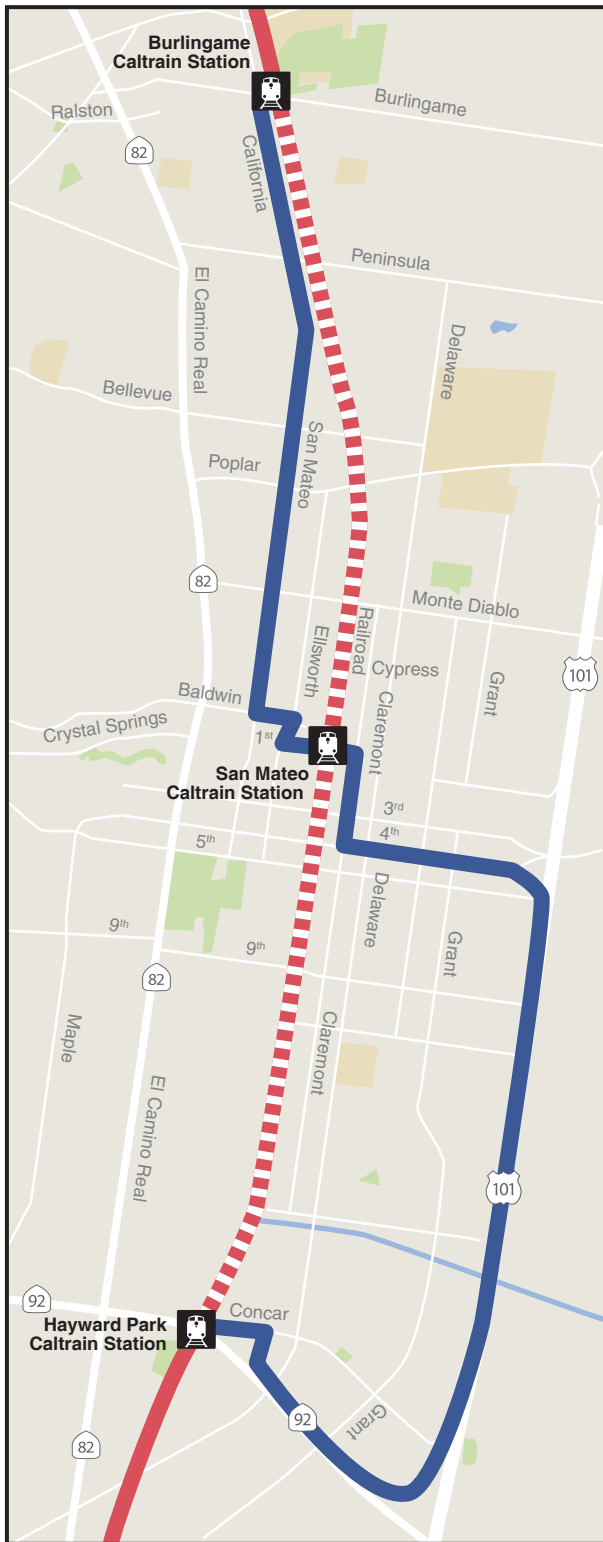 Burlingame
Caltrain Station
Burlingame
Ralston
82
California
Peninsula
El Camino Real
Delaware
Bellevue
San Mateo
Poplar
82
Monte Diablo
Railroad
Ellsworth
Cypress
101
Grant
Baldwin
Claremont
Crystal Springs
1st
San Mateo
Caltrain Station
3rd
4th
5th
Delaware
9th
9th
Grant
82
Maple
Claremont
El Camino Real
101
92
Concar
Hayward Park
Caltrain Station
92
Grant
82